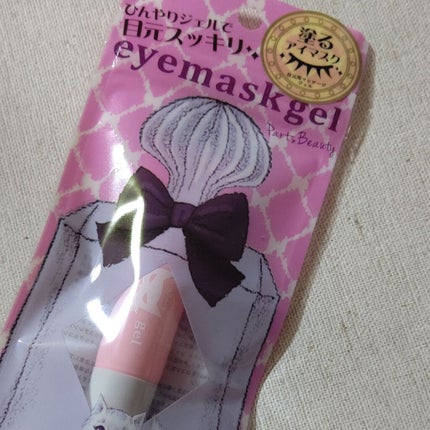 ひんやりジェルで
目元スッキリ
塗る
アイマスク
eyemaskgel
Parts Beauty
gel